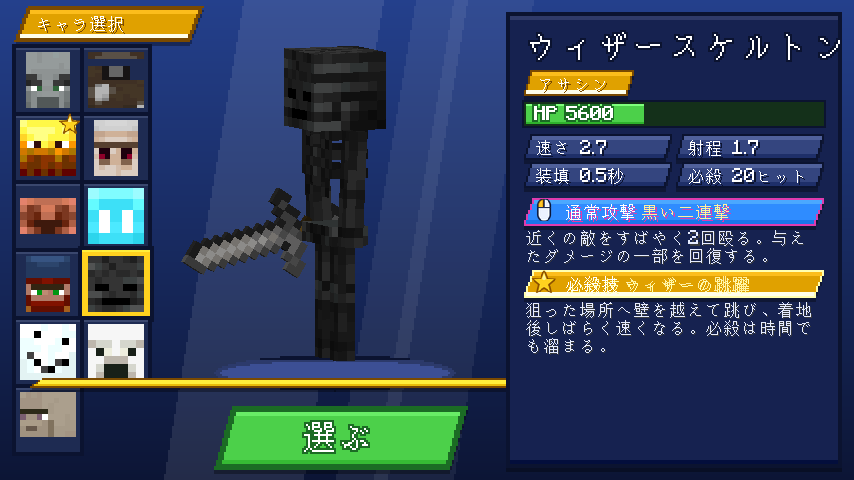 キャラ選択
ウィザースケルトン
アサシン
HP 5600
速さ 2.7
射程 1.7
装填 0.5秒
必殺 20ヒット
通常攻撃 黒い二連撃
近くの敵をすばやく2回殴る。与え
たダメージの一部を回復する。
必殺技 ウィザーの跳躍
狙った場所へ壁を越えて跳び、着地
後しばらく速くなる。必殺は時間で
も溜まる。
選ぶ